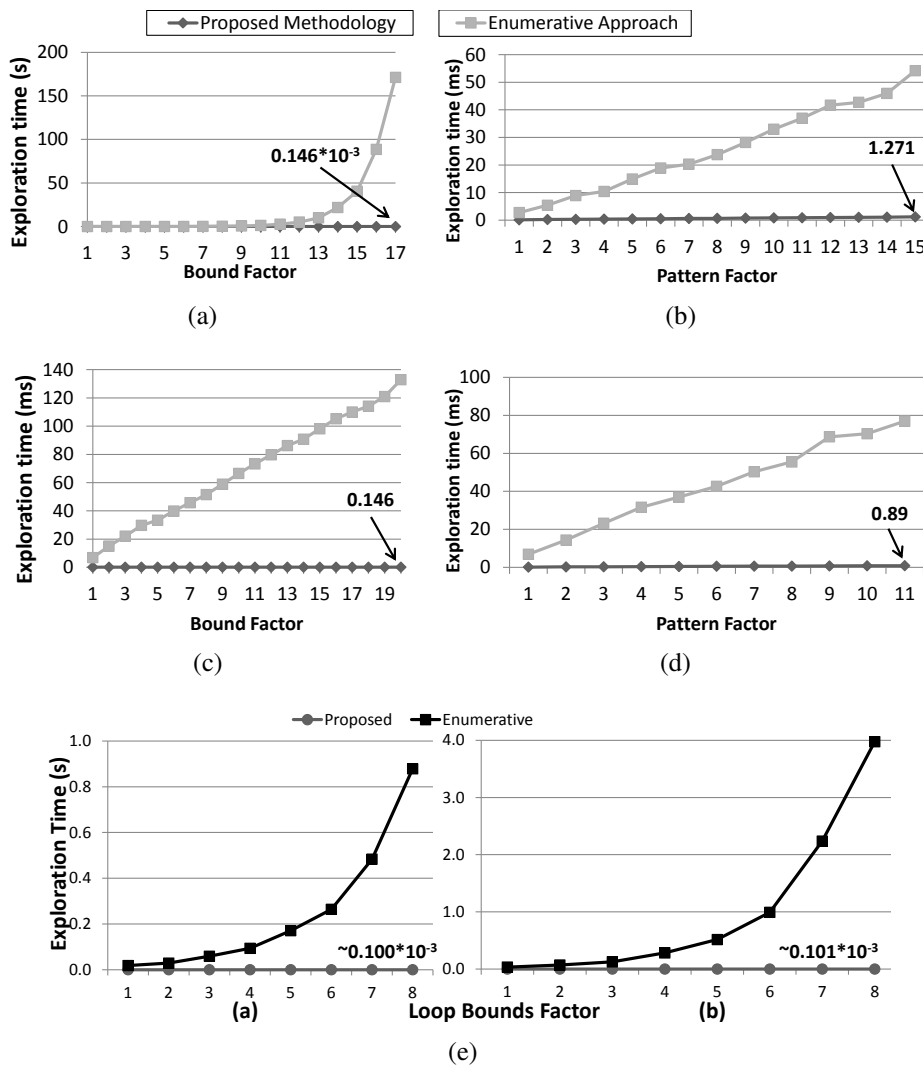 Proposed Methodology
Enumerative Approach
Exploration time (s)
200
150
100
50
0
0.146*10-3
1 3 5 7 9 11 13 15 17
Bound Factor
(a)
Exploration time (ms)
60
50
40
30
20
10
0
1.271
1 2 3 4 5 6 7 8 9 10 11 12 13 14 15
Pattern Factor
(b)
Exploration time (ms)
140
120
100
80
60
40
20
0
0.146
1 3 5 7 9 11 13 15 17 19
Bound Factor
(c)
Exploration time (ms)
100
80
60
40
20
0
0.89
1 2 3 4 5 6 7 8 9 10 11
Pattern Factor
(d)
Proposed
Enumerative
Exploration Time (s)
1.0
0.8
0.6
0.4
0.2
0.0
~0.100*10-3
1 2 3 4 5 6 7 8
(a)
4.0
3.0
2.0
1.0
0.0
~0.101*10-3
1 2 3 4 5 6 7 8
Loop Bounds Factor
(b)
(e)